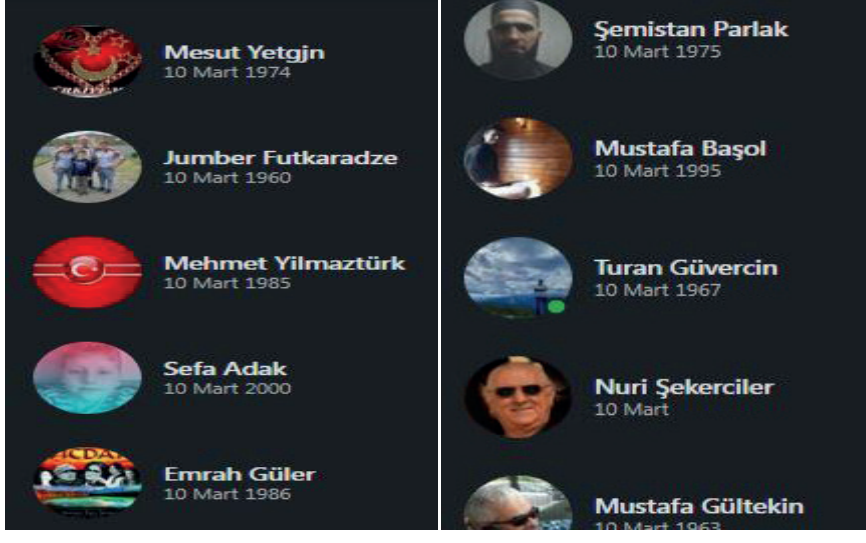 Mesut Yetgjn
10 Mart 1974
Jumber Futkaradze
10 Mart 1960
Mehmet Yilmaztürk
10 Mart 1985
Sefa Adak
10 Mart 2000
Emrah Güler
10 Mart 1986
Şemistan Parlak
10 Mart 1975
Mustafa Başol
10 Mart 1995
Turan Güvercin
10 Mart 1967
Nuri Şekerciler
10 Mart
Mustafa Gültekin
10 Mart 1963